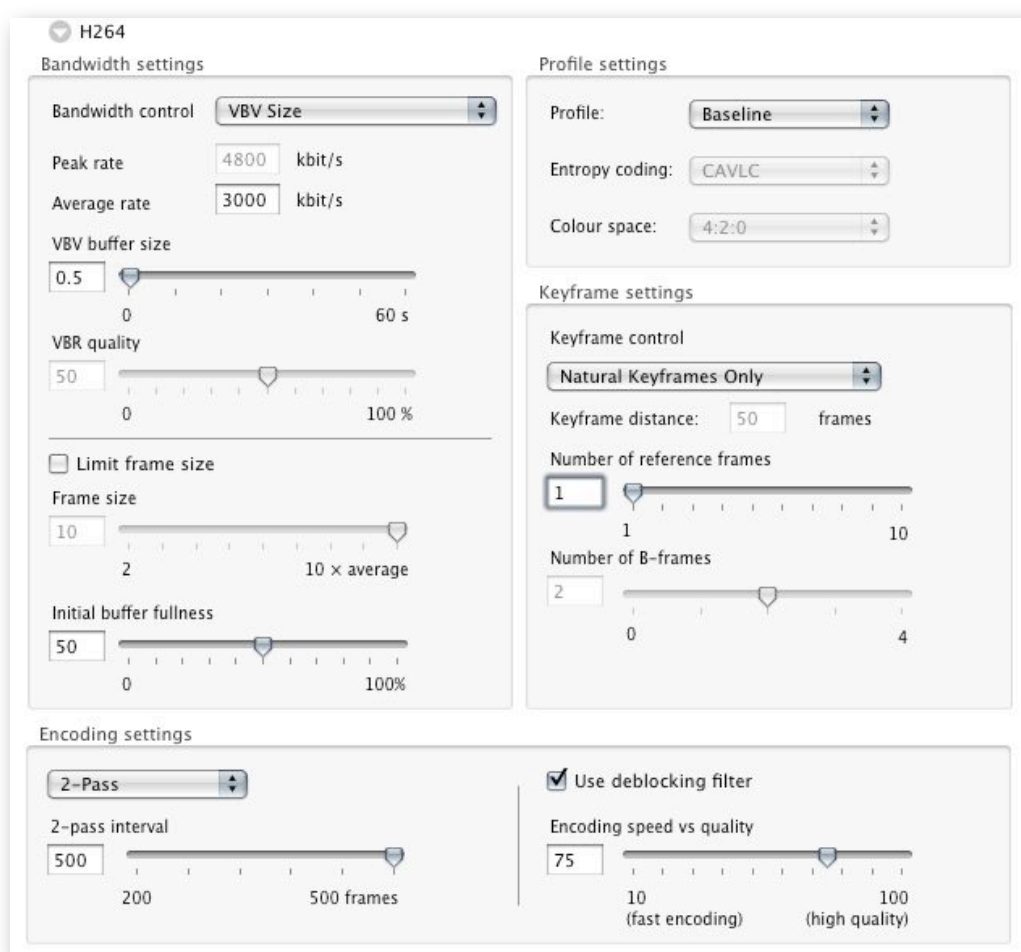 H264
Bandwidth settings
Bandwidth control VBV Size
Peak rate 4800 kbit/s
Average rate 3000 kbit/s
VBV buffer size
0.5
0 60 s
VBR quality
50
0 100 %
Limit frame size
Frame size
10
2 10 × average
Initial buffer fullness
50
0 100%
Profile settings
Profile: Baseline
Entropy coding: CAVLC
Colour space: 4:2:0
Keyframe settings
Keyframe control
Natural Keyframes Only
Keyframe distance: 50 frames
Number of reference frames
1
1 10
Number of B-frames
2
0 4
Encoding settings
2-Pass
2-pass interval
500
200 500 frames
Use deblocking filter
Encoding speed vs quality
75
10 100
(fast encoding) (high quality)